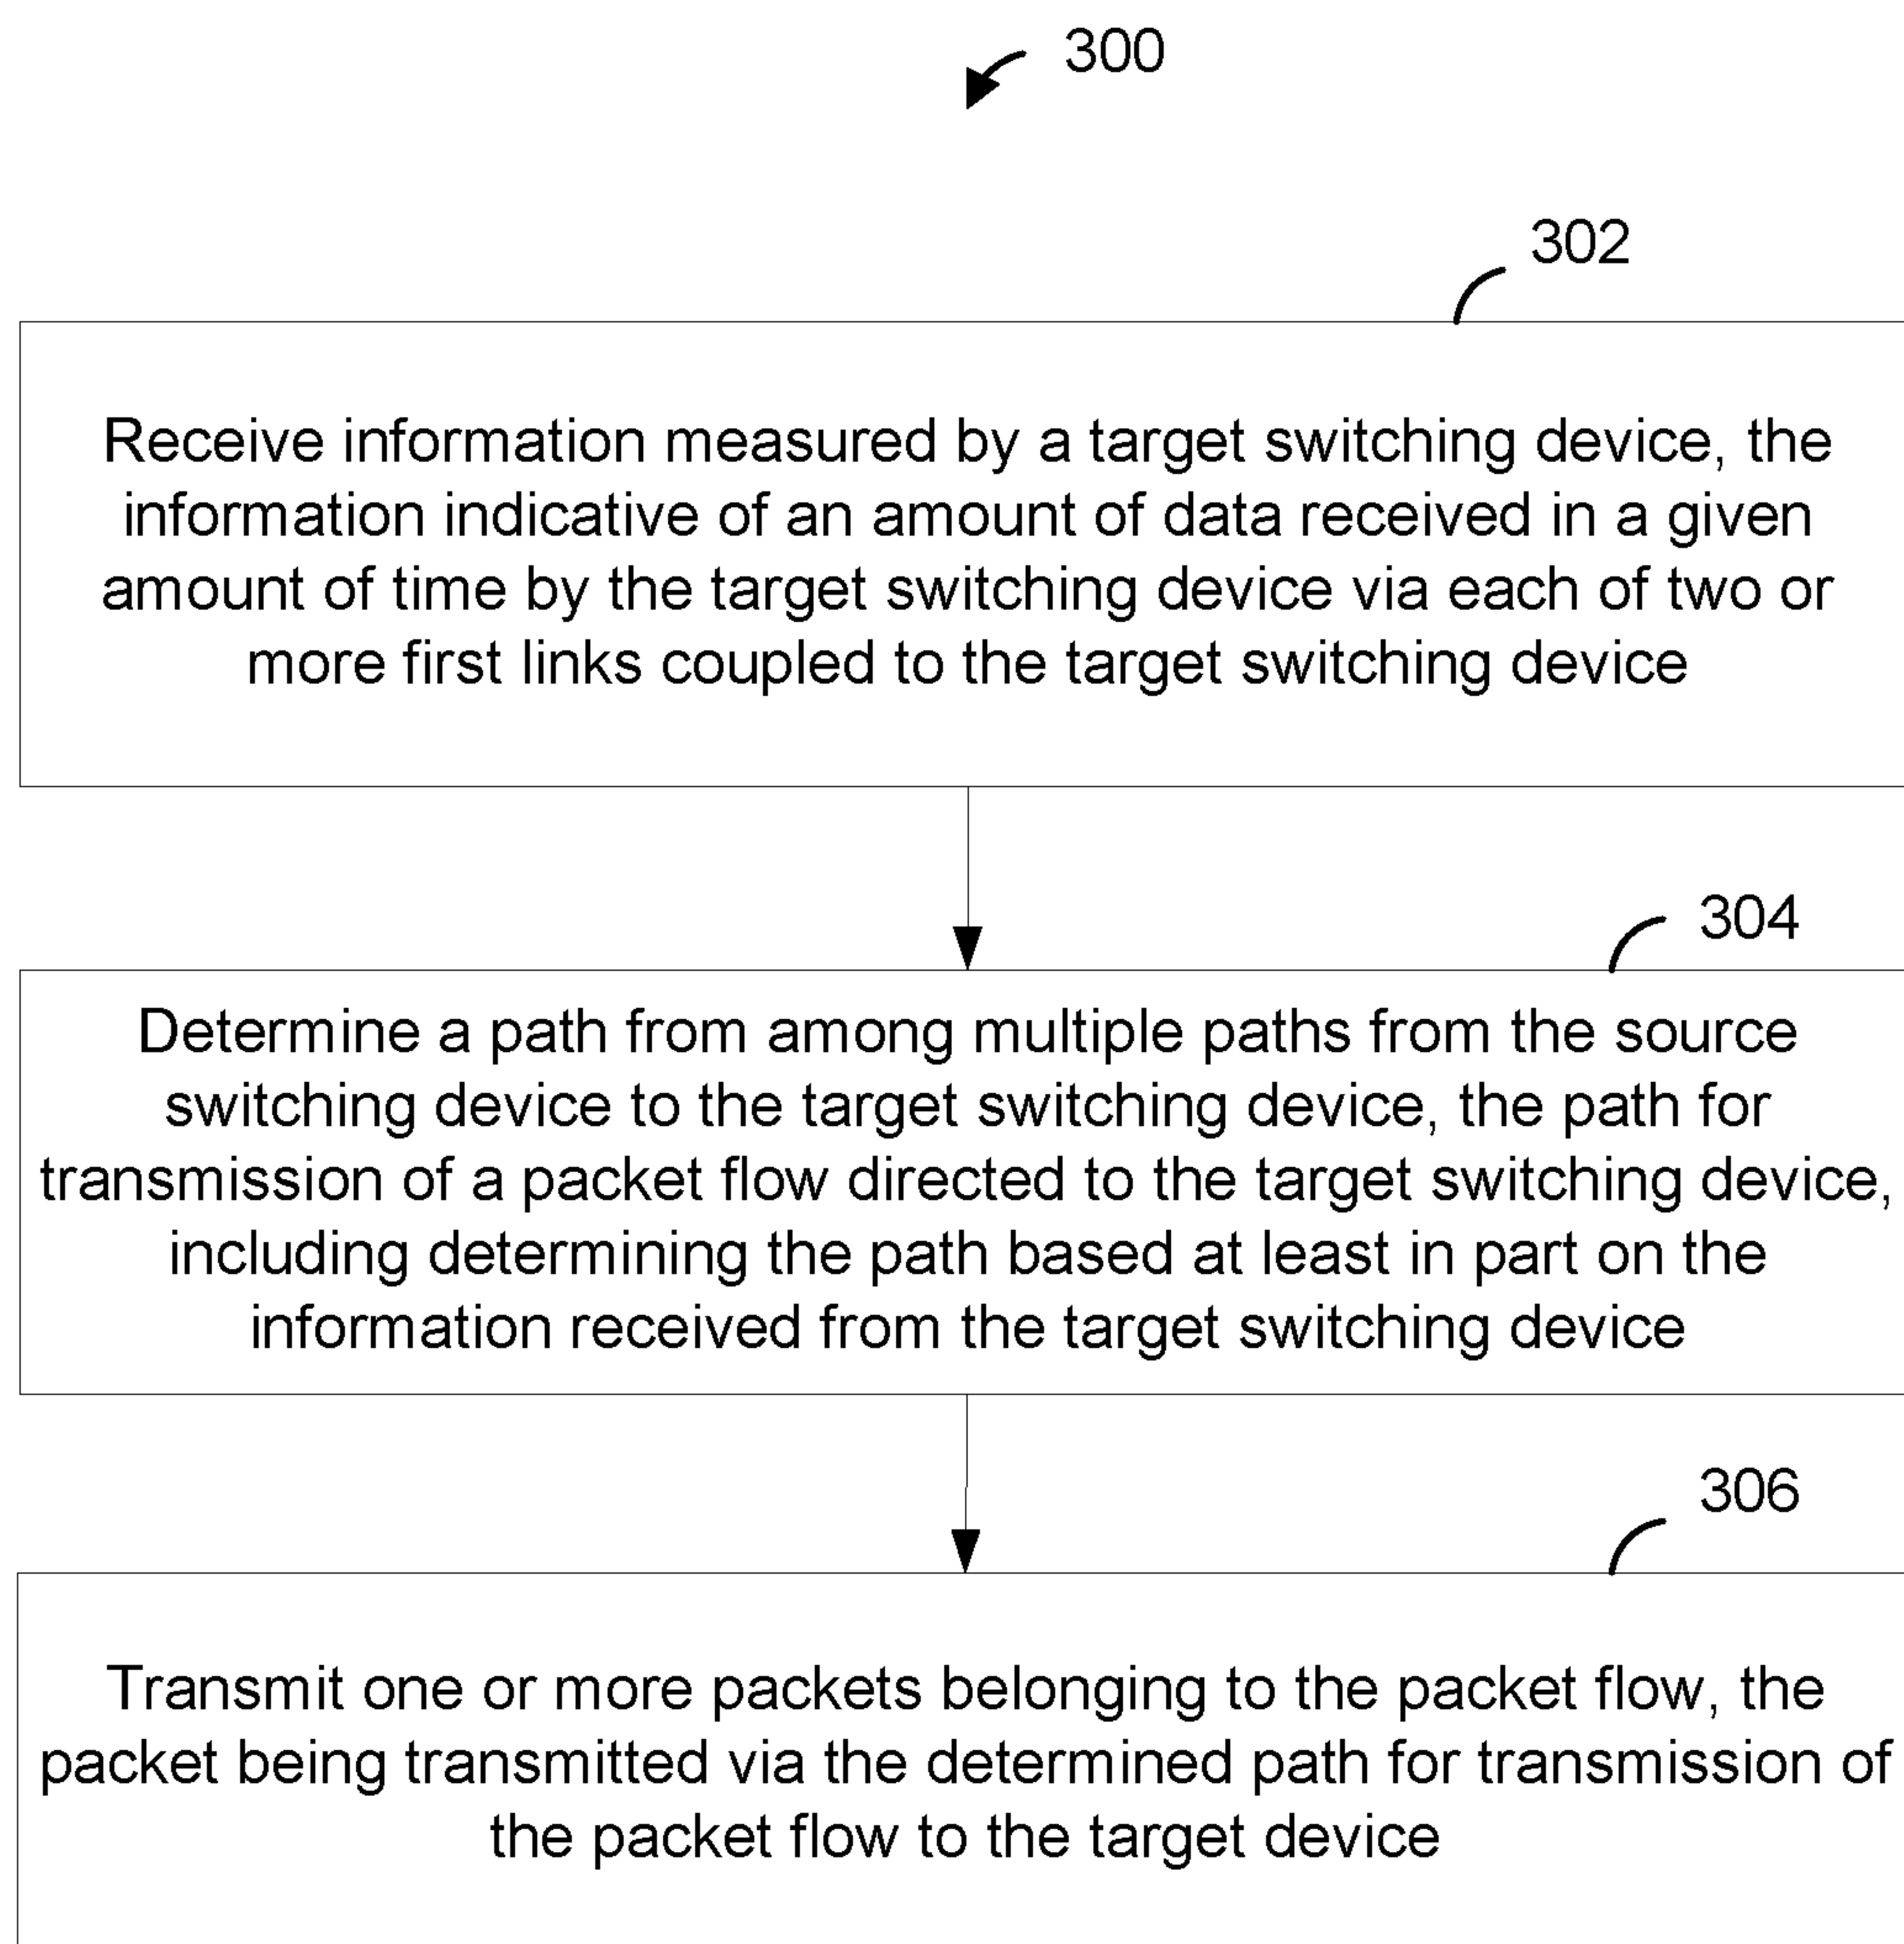 300
302
Receive information measured by a target switching device, the
information indicative of an amount of data received in a given
amount of time by the target switching device via each of two or
more first links coupled to the target switching device
304
Determine a path from among multiple paths from the source
switching device to the target switching device, the path for
transmission of a packet flow directed to the target switching device,
including determining the path based at least in part on the
information received from the target switching device
306
Transmit one or more packets belonging to the packet flow, the
packet being transmitted via the determined path for transmission of
the packet flow to the target device